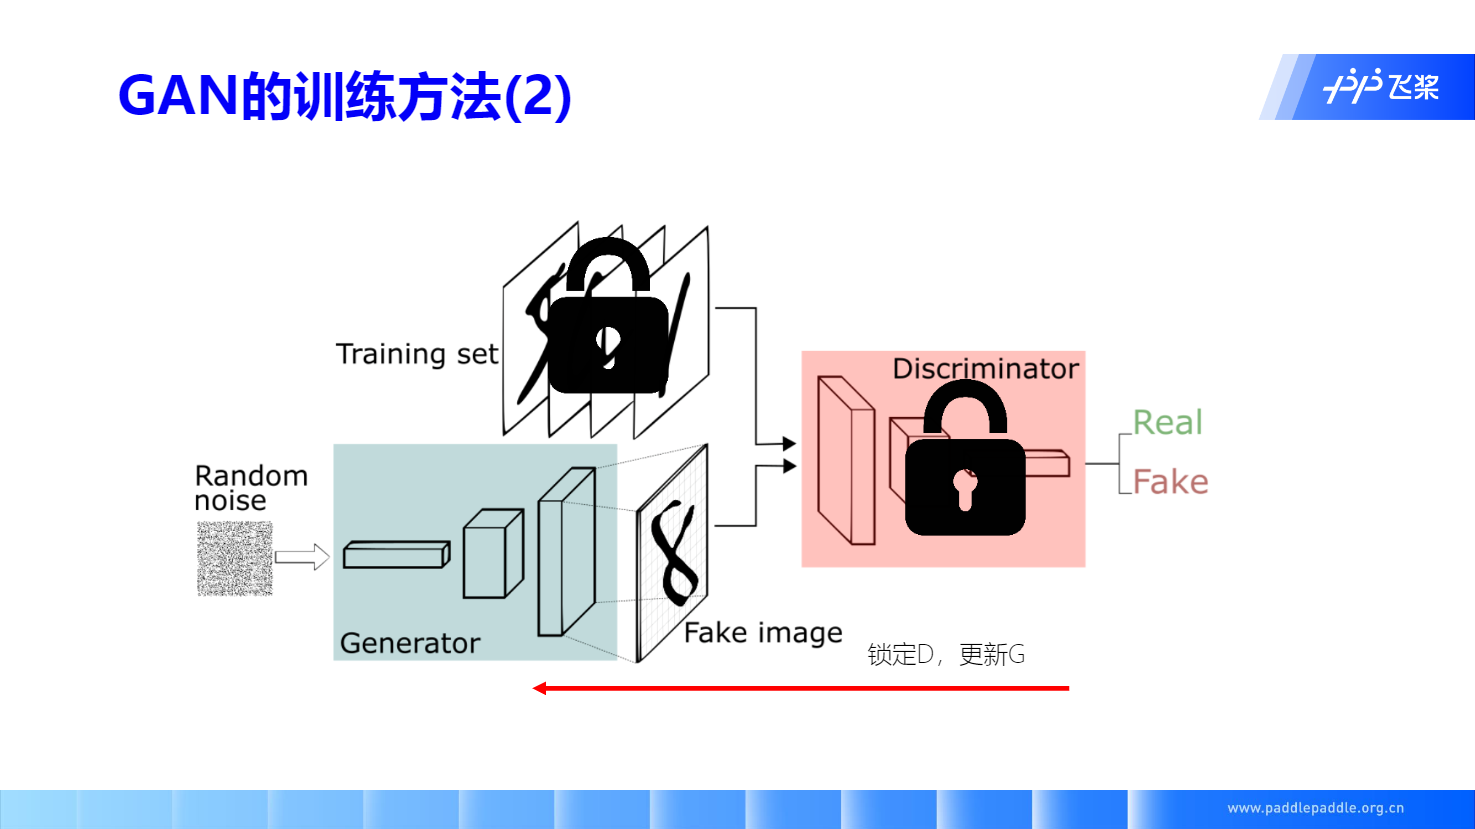 GAN的训练方法(2)
飞桨
Training set
Discriminator
Real
Fake
Random
noise
Generator
Fake image
锁定D，更新G
www.paddlepaddle.org.cn